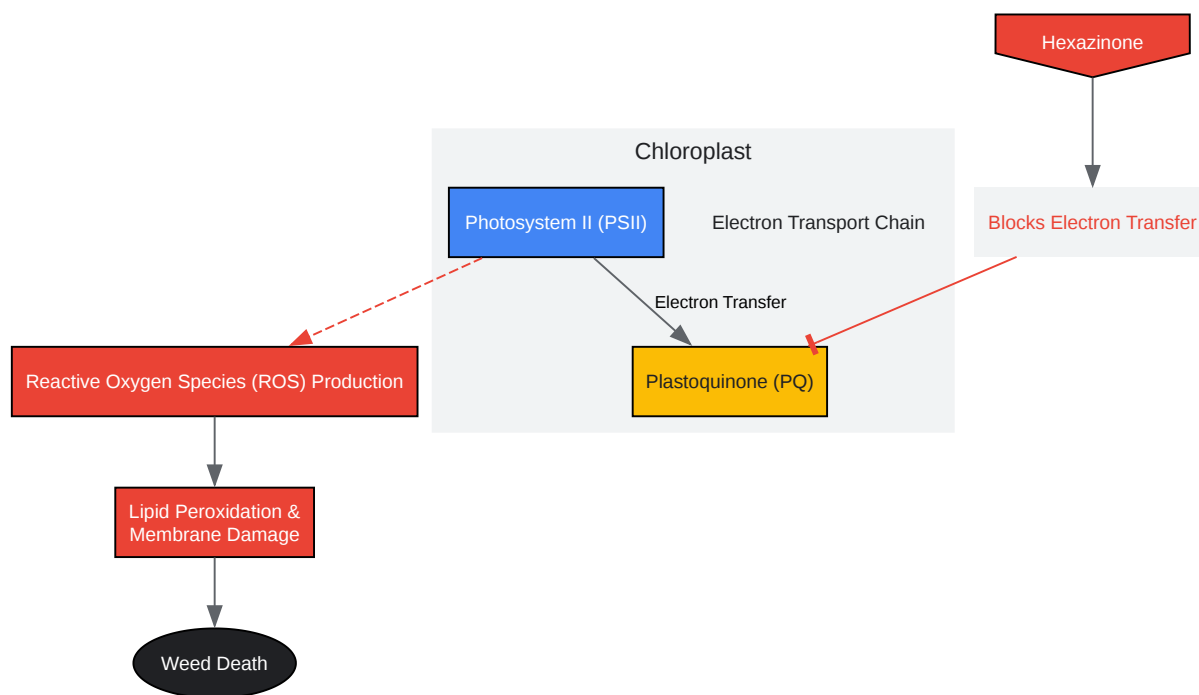 Hexazinone
Chloroplast
Photosystem II (PSII)
Electron Transport Chain
Blocks Electron Transfer
Electron Transfer
Reactive Oxygen Species (ROS) Production
Plastoquinone (PQ)
Lipid Peroxidation &
Membrane Damage
Weed Death